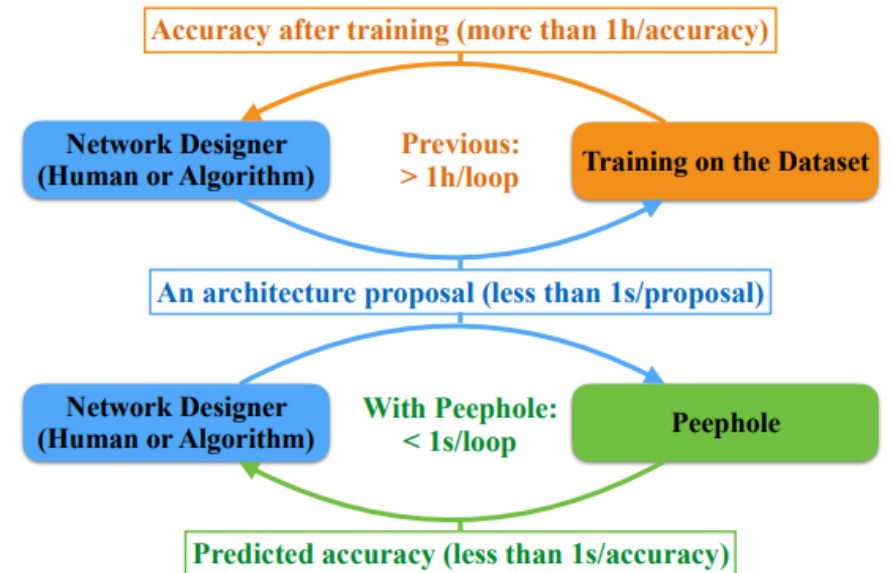 Accuracy after training (more than 1h/accuracy)
Network Designer
(Human or Algorithm)
Previous:
> 1h/loop
Training on the Dataset
An architecture proposal (less than 1s/proposal)
Network Designer
(Human or Algorithm)
With Peephole:
< 1s/loop
Peephole
Predicted accuracy (less than 1s/accuracy)